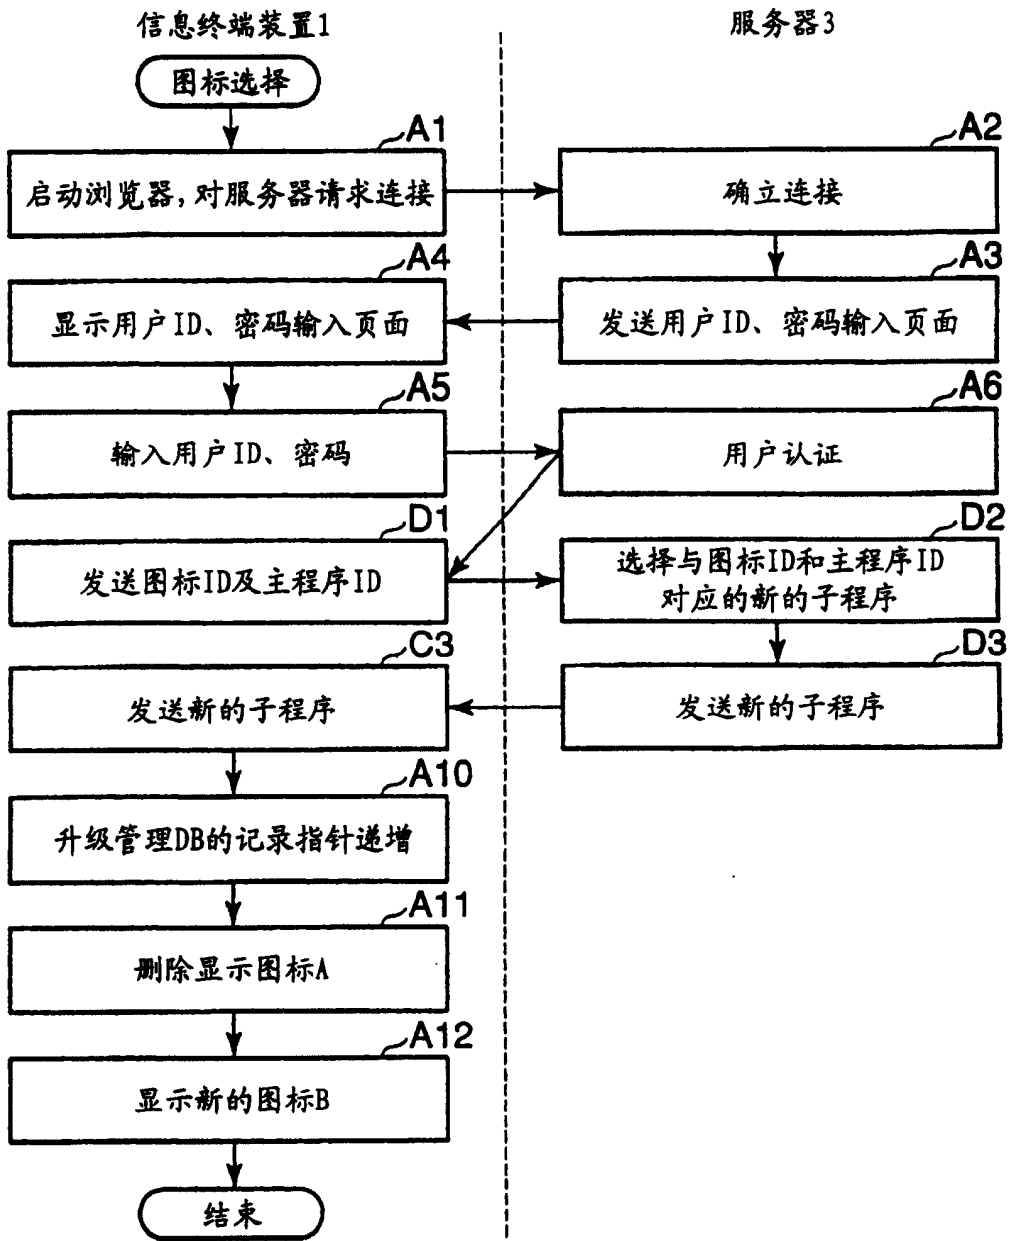 信息终端装置1
服务器3
图标选择
A1
启动浏览器,对服务器请求连接
A2
确立连接
A3
发送用户ID、密码输入页面
A4
显示用户ID、密码输入页面
A5
输入用户ID、密码
A6
用户认证
D1
发送图标ID及主程序ID
D2
选择与图标ID和主程序ID
对应的新的子程序
D3
发送新的子程序
C3
发送新的子程序
A10
升级管理DB的记录指针递增
A11
删除显示图标A
A12
显示新的图标B
结束